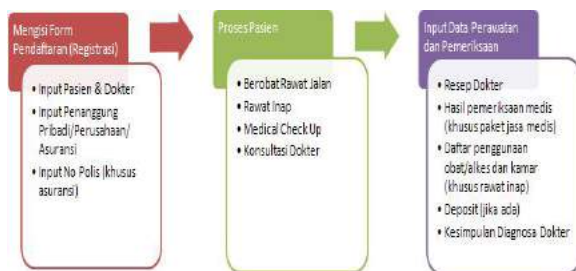 Mengisi Form
Pendaftaran (Registrasi)
• Input Pasien & Dokter
• Input Penanggung
Pribadi/Perusahaan/
Asuransi
• Input No Polis (khusus
asuransi)
Proses Pasien
• Berobat Rawat Jalan
• Rawat Inap
• Medical Check Up
• Konsultasi Dokter
Input Data Perawatan
dan Pemeriksaan
• Resep Dokter
• Hasil pemeriksaan medis
(khusus paket jasa medis)
• Daftar penggunaan
obat/alkes dan kamar
(khusus rawat inap)
• Deposit (jika ada)
• Kesimpulan Diagnosa Dokter